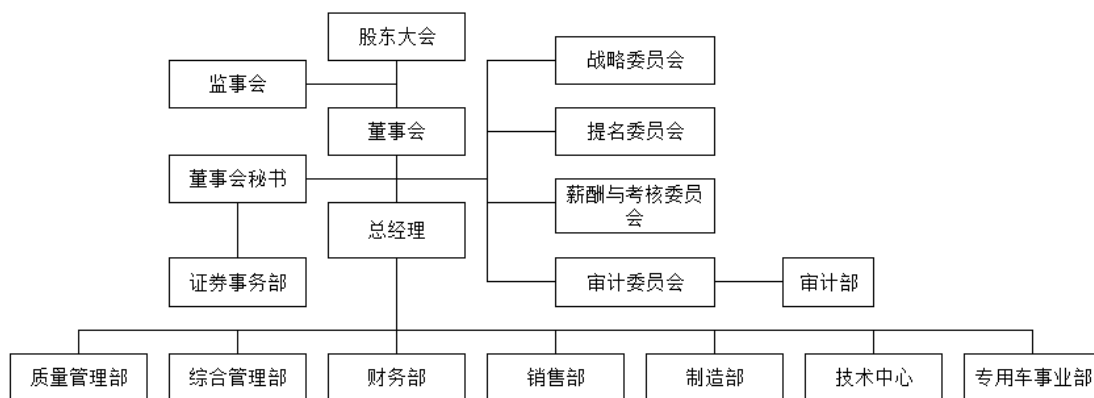 股东大会
战略委员会
监事会
董事会
提名委员会
董事会秘书
薪酬与考核委员
会
总经理
证券事务部
审计委员会
审计部
质量管理部
综合管理部
财务部
销售部
制造部
技术中心
专用车事业部